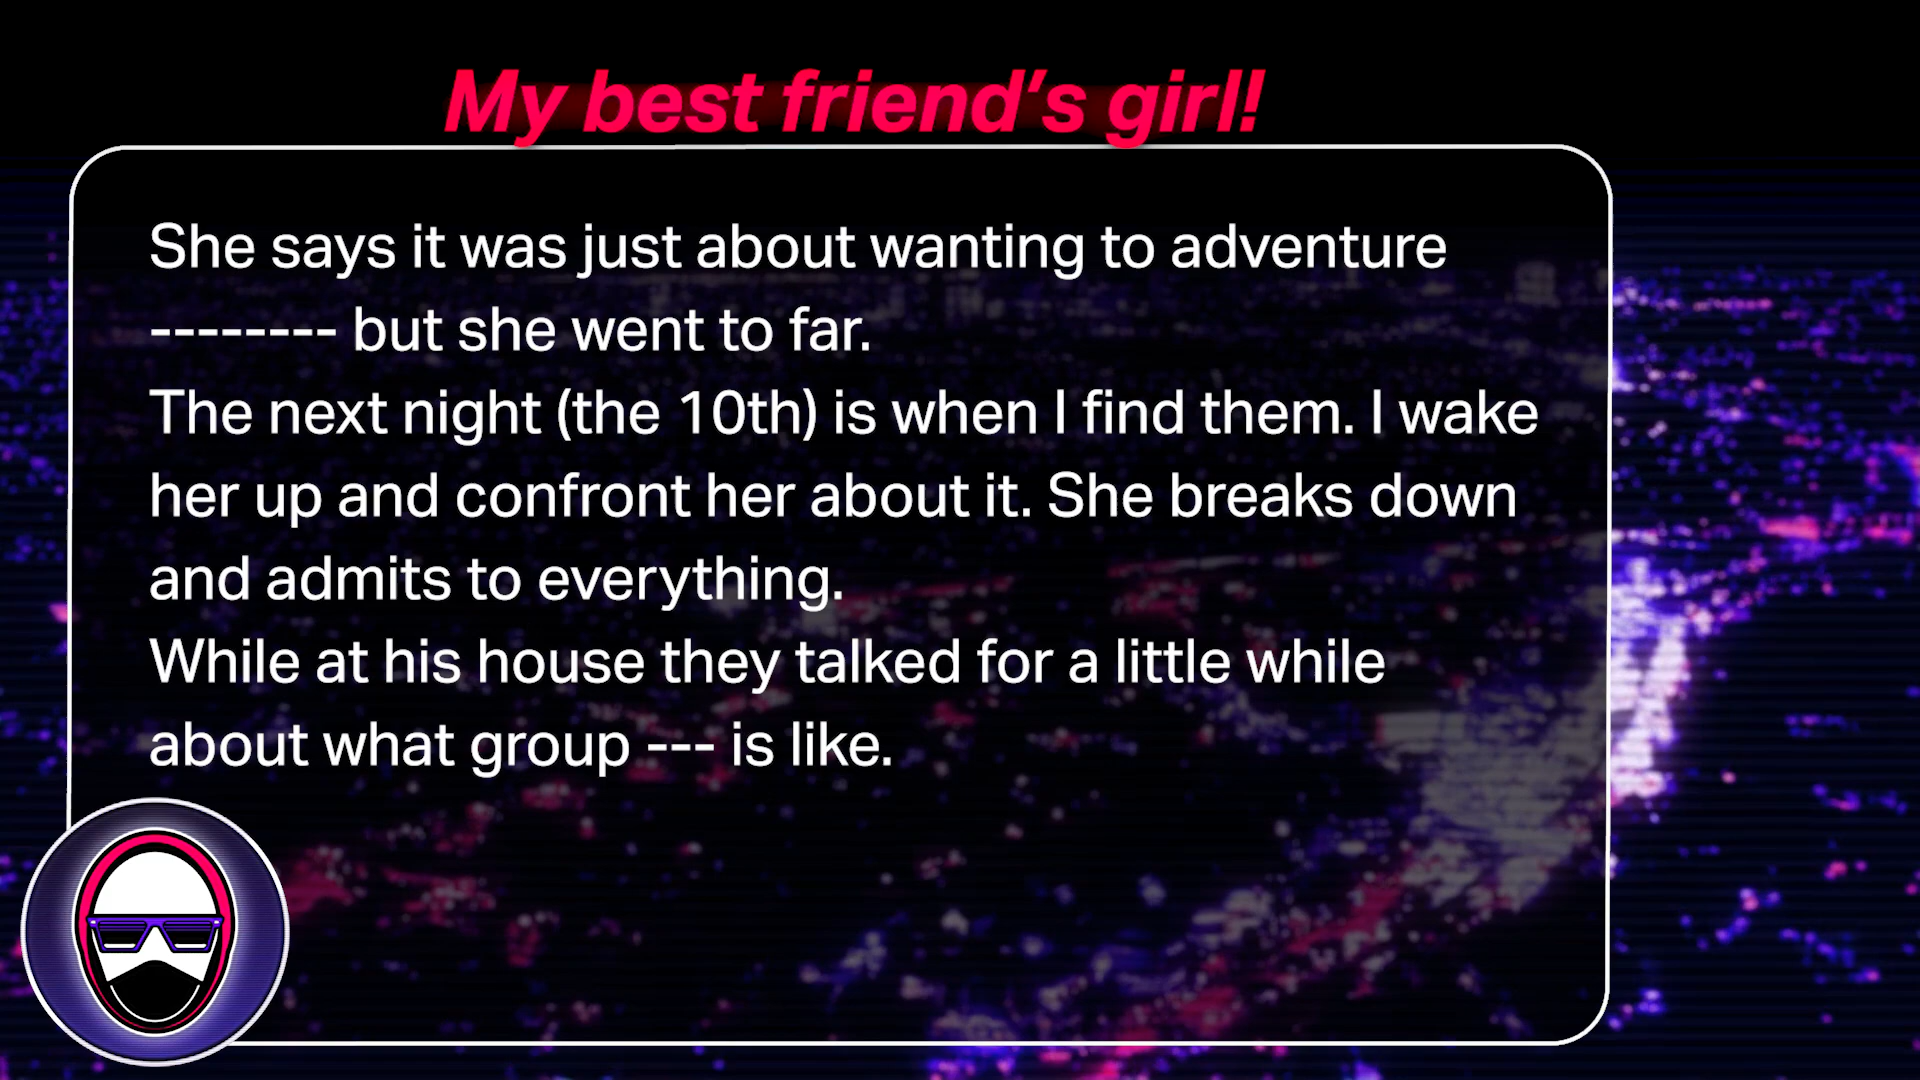 My best friend's girl!
She says it was just about wanting to adventure
-------- but she went to far.
The next night (the 10th) is when I find them. I wake
her up and confront her about it. She breaks down
and admits to everything.
While at his house they talked for a little while
about what group --- is like.